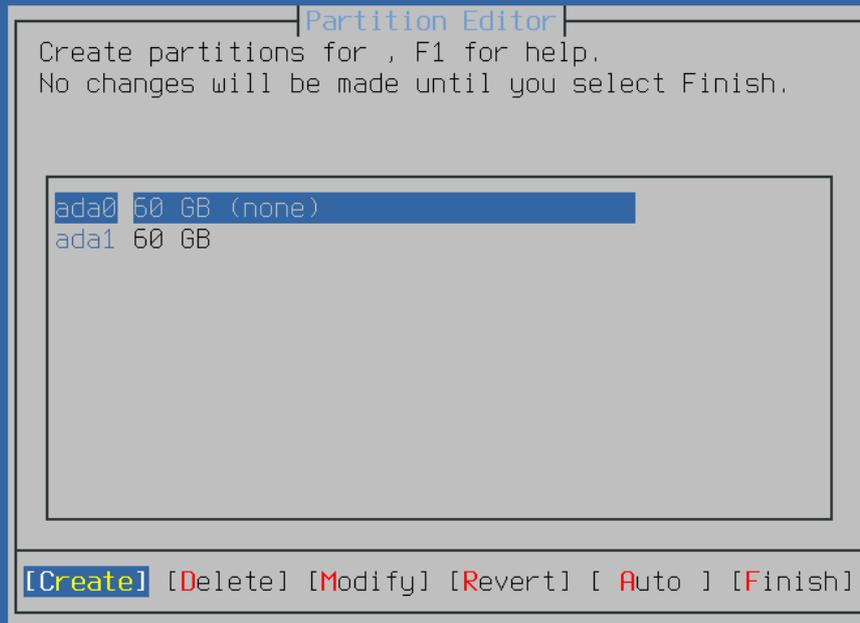 Partition Editor
Create partitions for , F1 for help.
No changes will be made until you select Finish.
ada0 60 GB (none)
ada1 60 GB
[Create] [Delete] [Modify] [Revert] [ Auto ] [Finish]